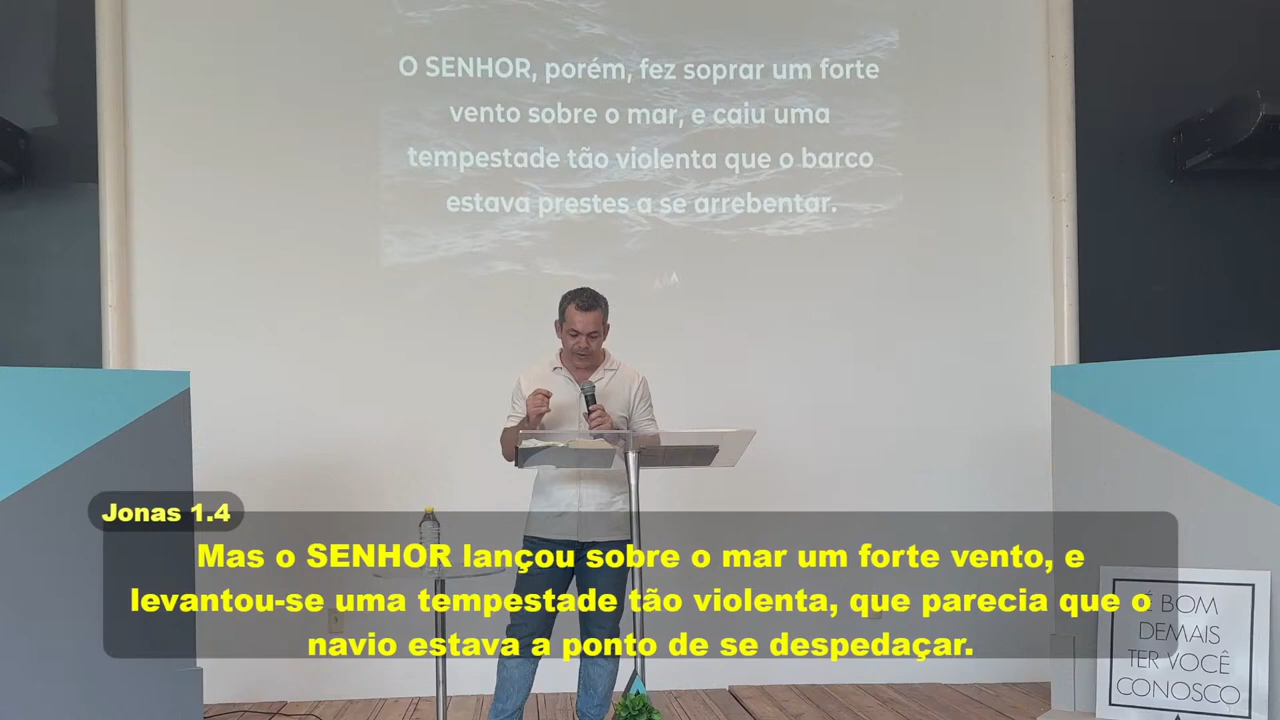 O SENHOR, porém, fez soprar um forte
vento sobre o mar, e caiu uma
tempestade tão violenta que o barco
estava prestes a se arrebentar.
Jonas 1.4
Mas o SENHOR lançou sobre o mar um forte vento, e
levantou-se uma tempestade tão violenta, que parecia que o
navio estava a ponto de se despedaçar.
É BOM
DEMAIS
TER VOCÊ
CONOSCO